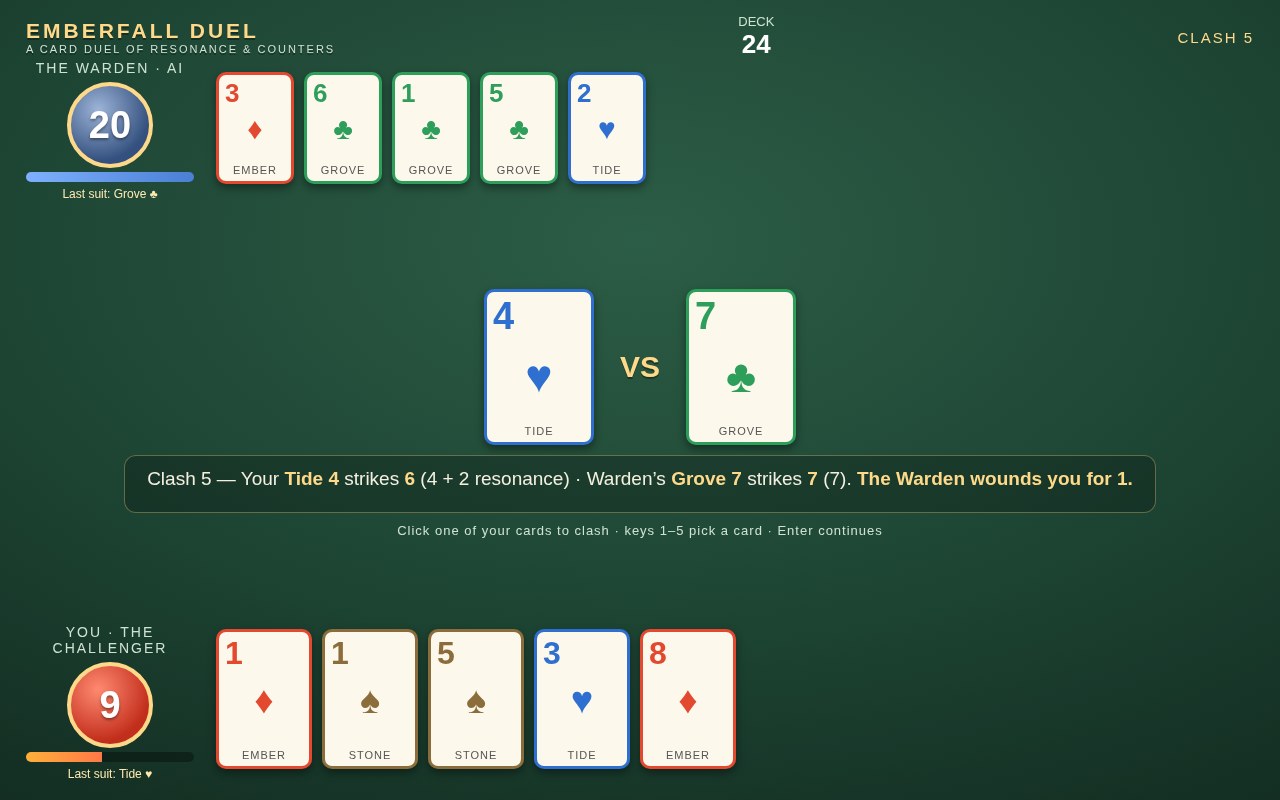 EMBERFALL DUEL
A CARD DUEL OF RESONANCE & COUNTERS
DECK
24
CLASH 5
THE WARDEN · AI
20
Last suit: Grove ♣
3
♦
EMBER
6
♣
GROVE
1
♣
GROVE
5
♣
GROVE
2
♥
TIDE
4
♥
TIDE
VS
7
♣
GROVE
Clash 5 — Your Tide 4 strikes 6 (4 + 2 resonance) · Warden’s Grove 7 strikes 7 (7). The Warden wounds you for 1.
Click one of your cards to clash · keys 1–5 pick a card · Enter continues
YOU · THE
CHALLENGER
9
Last suit: Tide ♥
1
♦
EMBER
1
♠
STONE
5
♠
STONE
3
♥
TIDE
8
♦
EMBER